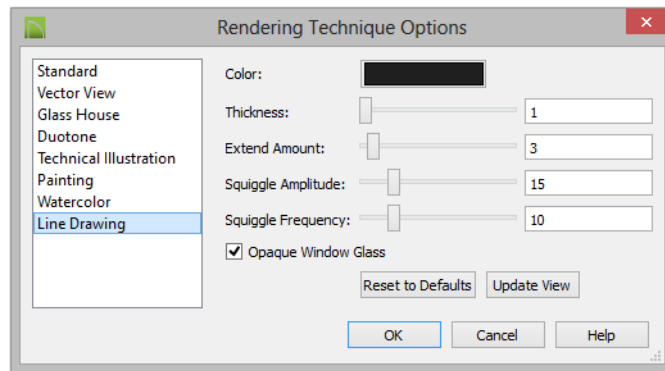 Rendering Technique Options
Standard
Vector View
Glass House
Duotone
Technical Illustration
Painting
Watercolor
Line Drawing
Color:
Thickness: 1
Extend Amount: 3
Squiggle Amplitude: 15
Squiggle Frequency: 10
Opaque Window Glass
Reset to Defaults Update View
OK Cancel Help